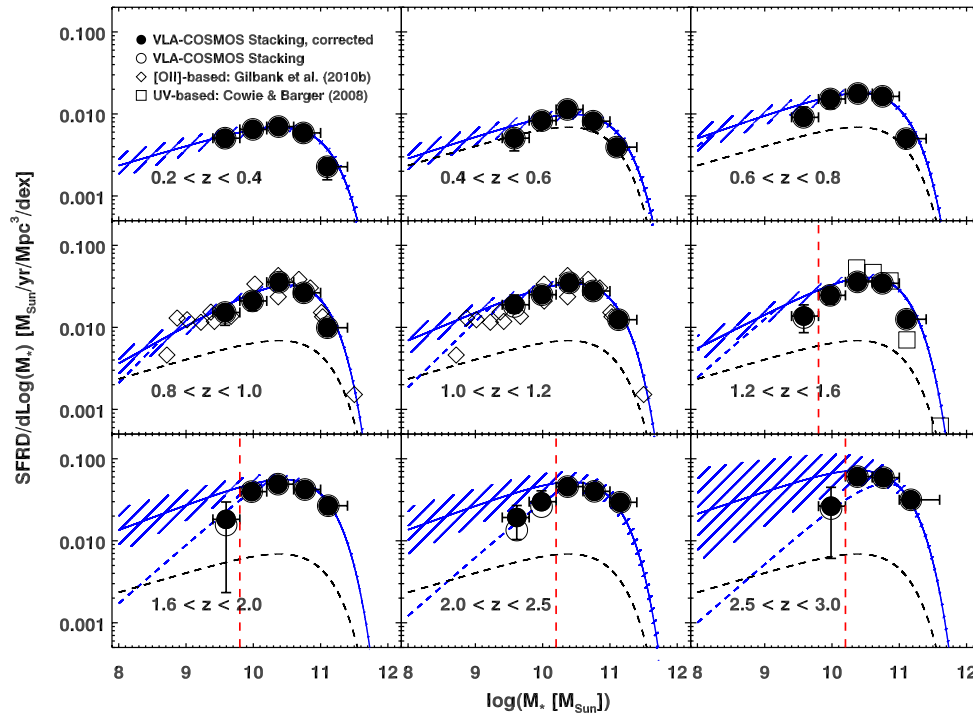 SFRD/dLog(M*) [M_Sun/yr/Mpc³/dex]
0.100
0.010
0.001
VLA-COSMOS Stacking, corrected
VLA-COSMOS Stacking
[OII]-based: Gilbank et al. (2010b)
UV-based: Cowie & Barger (2008)
0.2 < z < 0.4
0.4 < z < 0.6
0.6 < z < 0.8
0.100
0.010
0.001
0.8 < z < 1.0
1.0 < z < 1.2
1.2 < z < 1.6
0.100
0.010
0.001
1.6 < z < 2.0
2.0 < z < 2.5
2.5 < z < 3.0
8 9 10 11 12 8 9 10 11 12 8 9 10 11 12
log(M* [M_Sun])